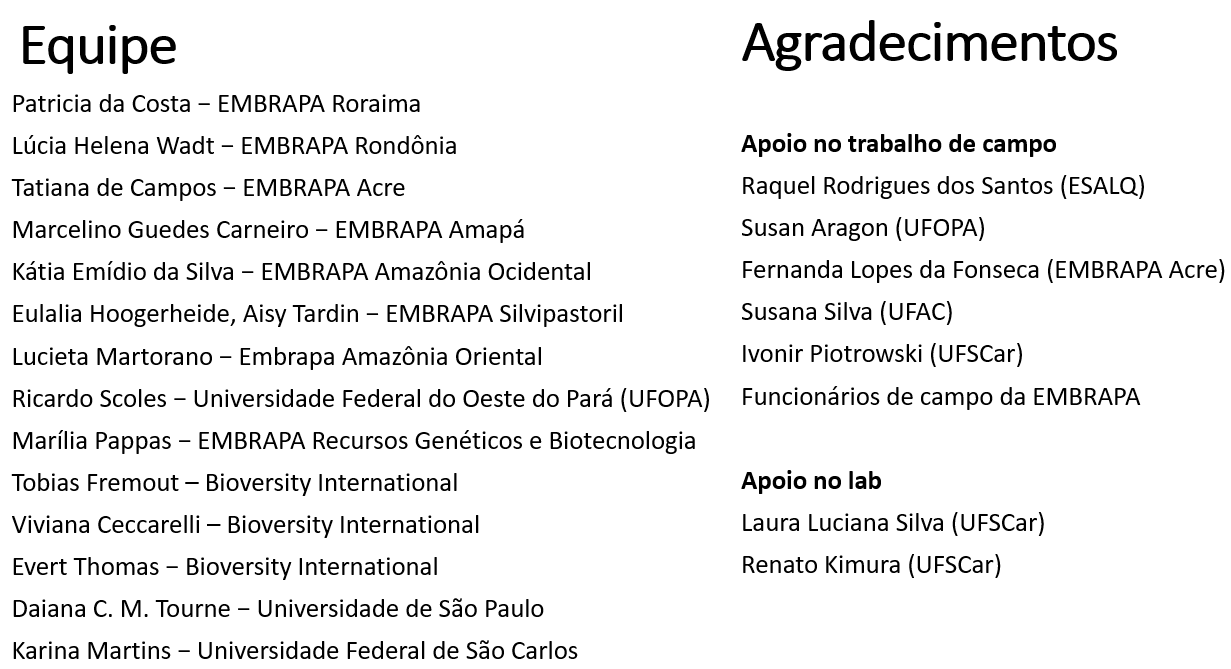 Equipe
Patricia da Costa − EMBRAPA Roraima
Lúcia Helena Wadt − EMBRAPA Rondônia
Tatiana de Campos − EMBRAPA Acre
Marcelino Guedes Carneiro − EMBRAPA Amapá
Kátia Emídio da Silva − EMBRAPA Amazônia Ocidental
Eulalia Hoogerheide, Aisy Tardin − EMBRAPA Silvipastoril
Lucieta Martorano − Embrapa Amazônia Oriental
Ricardo Scoles − Universidade Federal do Oeste do Pará (UFOPA)
Marília Pappas − EMBRAPA Recursos Genéticos e Biotecnologia
Tobias Fremout – Bioversity International
Viviana Ceccarelli – Bioversity International
Evert Thomas − Bioversity International
Daiana C. M. Tourne − Universidade de São Paulo
Karina Martins − Universidade Federal de São Carlos
Agradecimentos
Apoio no trabalho de campo
Raquel Rodrigues dos Santos (ESALQ)
Susan Aragon (UFOPA)
Fernanda Lopes da Fonseca (EMBRAPA Acre)
Susana Silva (UFAC)
Ivonir Piotrowski (UFSCar)
Funcionários de campo da EMBRAPA
Apoio no lab
Laura Luciana Silva (UFSCar)
Renato Kimura (UFSCar)